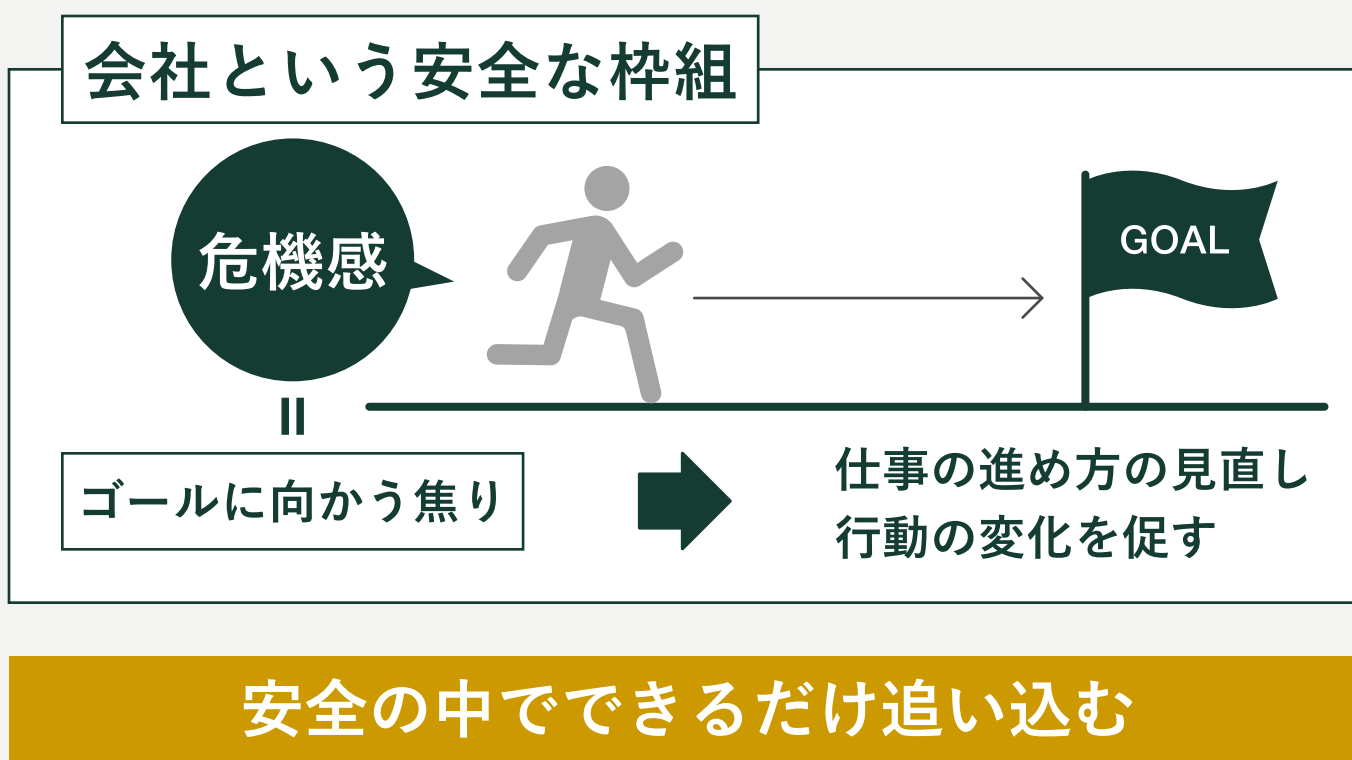 会社という安全な枠組
危機感
GOAL
ゴールに向かう焦り
仕事の進め方の見直し
行動の変化を促す
安全の中でできるだけ追い込む